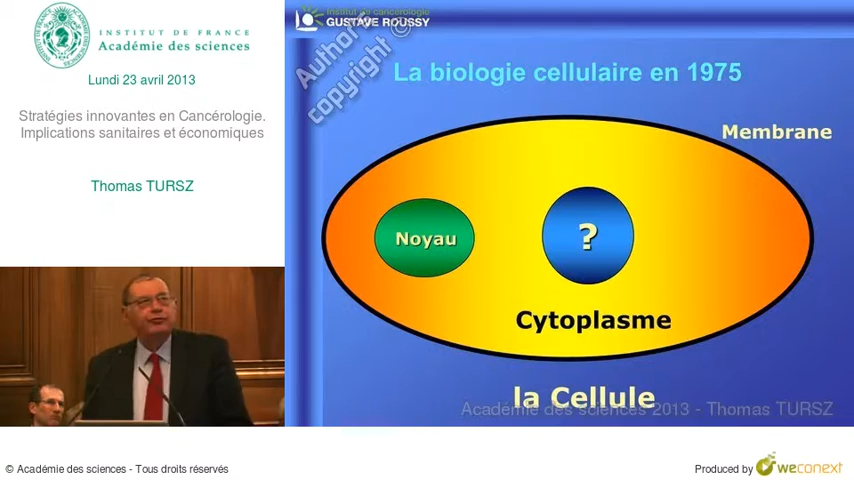 INSTITUT DE FRANCE
Académie des sciences
Lundi 23 avril 2013
Stratégies innovantes en Cancérologie.
Implications sanitaires et économiques
Thomas TURSZ
institut de cancérologie
GUSTAVE ROUSSY
copyright ©
La biologie cellulaire en 1975
Membrane
Noyau
?
Cytoplasme
la Cellule
Académie des sciences 2013 - Thomas TURSZ
© Académie des sciences - Tous droits réservés
Produced by weconext